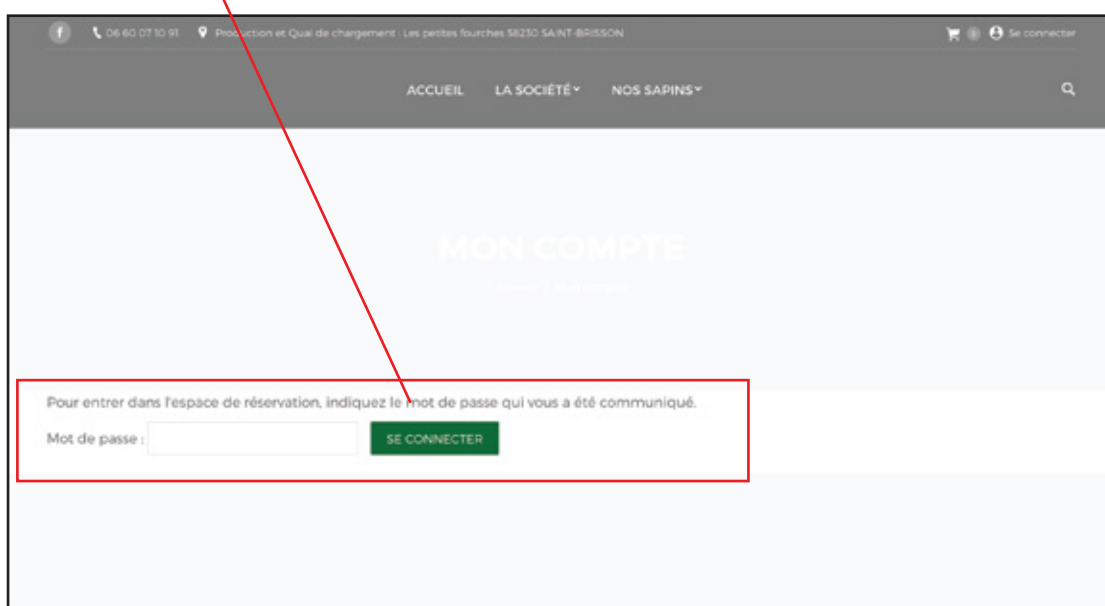 f 06 60 07 10 91 Production et Quai de chargement : Les petites fourches 58230 SAINT-BRISSON Se connecter
ACCUEIL LA SOCIÉTÉ NOS SAPINS
MON COMPTE
Pour entrer dans l'espace de réservation, indiquez le mot de passe qui vous a été communiqué.
Mot de passe : SE CONNECTER